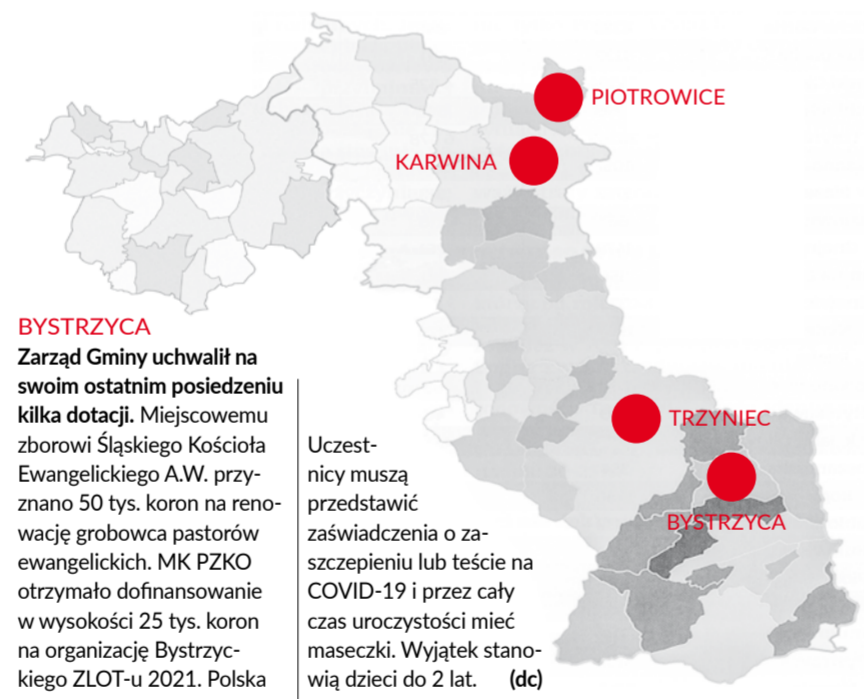 PIOTROWICE
KARWINA
TRZYNIEC
BYSTRZYCA
BYSTRZYCA
Zarząd Gminy uchwalił na
swoim ostatnim posiedzeniu
kilka dotacji. Miejscowemu
zborowi Śląskiego Kościoła
Ewangelickiego A.W. przy-
znano 50 tys. koron na reno-
wację grobowca pastorów
ewangelickich. MK PZKO
otrzymało dofinansowanie
w wysokości 25 tys. koron
na organizację Bystrzyc-
kiego ZLOT-u 2021. Polska
Uczest-
nicy muszą
przedstawić
zaświadczenia o za-
szczepieniu lub teście na
COVID-19 i przez cały
czas uroczystości mieć
maseczki. Wyjątek stano-
wią dzieci do 2 lat. (dc)